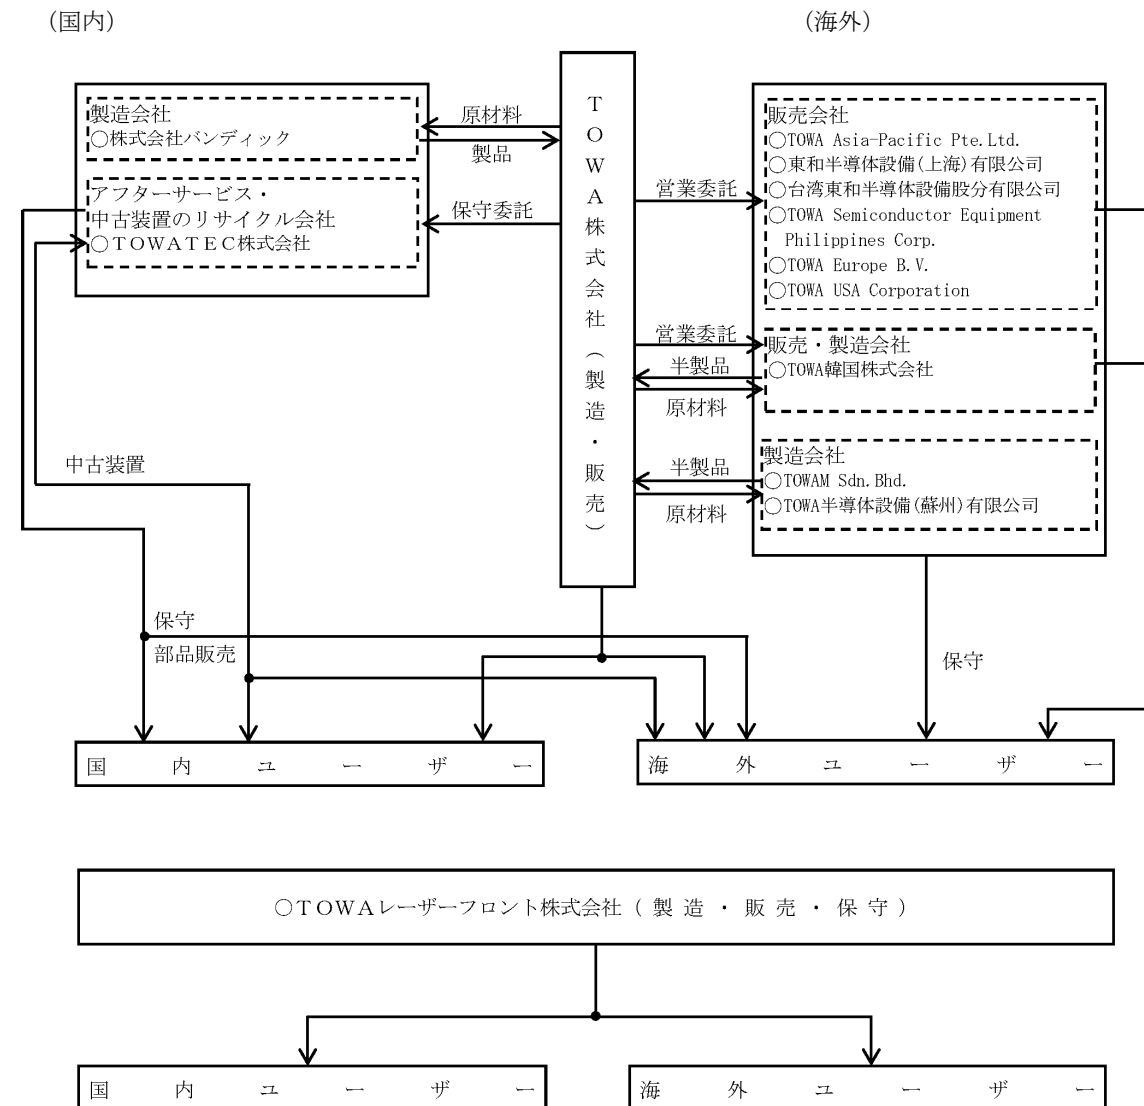 （国内）
（海外）
製造会社
○株式会社バンディック
アフターサービス・
中古装置のリサイクル会社
○ＴＯＷＡＴＥＣ株式会社
原材料
製品
保守委託
ＴＯＷＡ株式会社（製造・販売）
営業委託
販売会社
○TOWA Asia-Pacific Pte.Ltd.
○東和半導体設備(上海)有限公司
○台湾東和半導体設備股分有限公司
○TOWA Semiconductor Equipment
Philippines Corp.
○TOWA Europe B.V.
○TOWA USA Corporation
営業委託
半製品
原材料
販売・製造会社
○TOWA韓国株式会社
半製品
原材料
製造会社
○TOWAM Sdn.Bhd.
○TOWA半導体設備(蘇州)有限公司
中古装置
保守
部品販売
保守
国内ユーザー
海外ユーザー
○ＴＯＷＡレーザーフロント株式会社（製造・販売・保守）
国内ユーザー
海外ユーザー